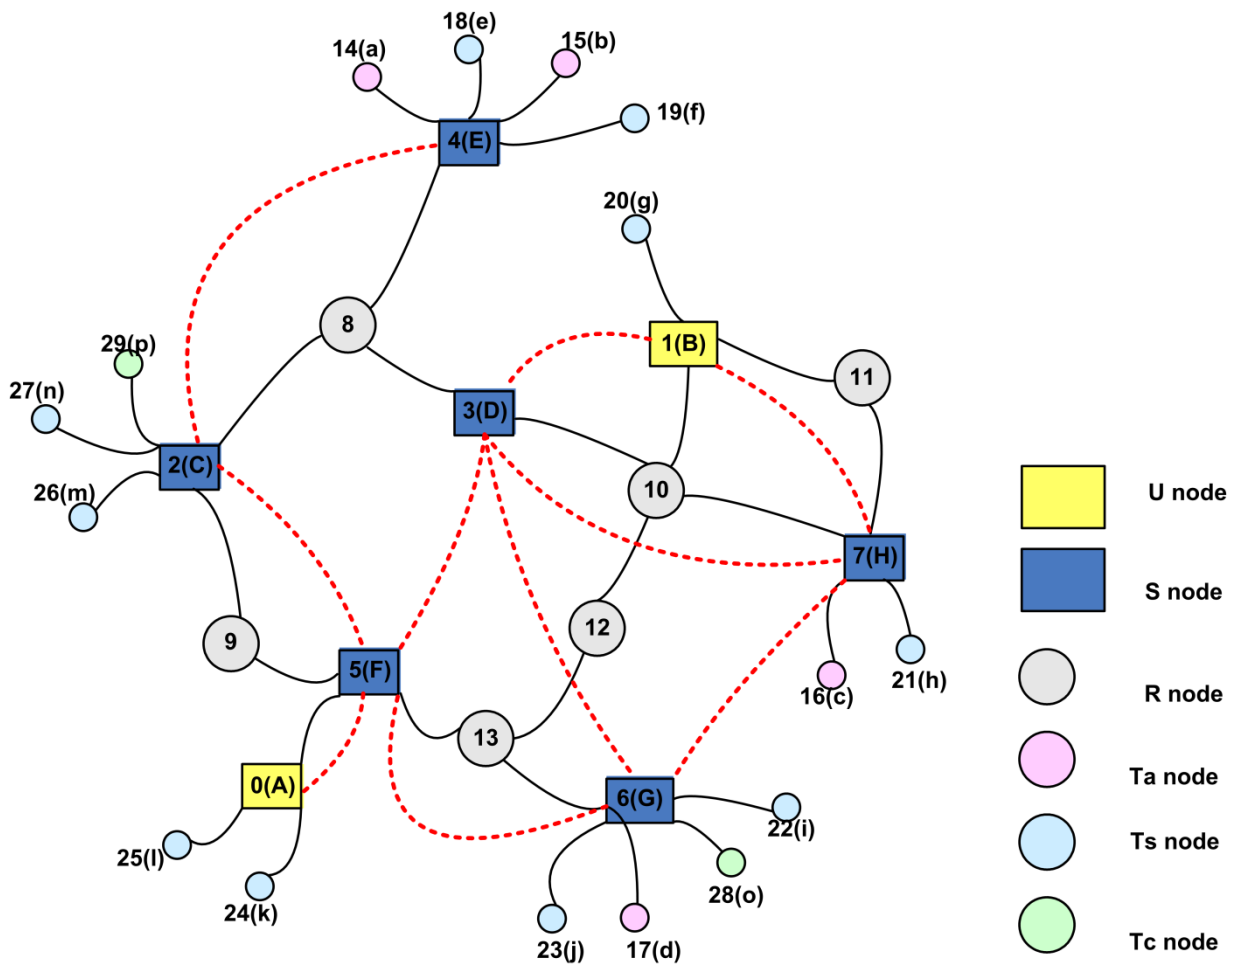 18(e)
14(a)
15(b)
19(f)
4(E)
20(g)
8
1(B)
29(p)
11
27(n)
3(D)
2(C)
26(m)
10
U node
7(H)
S node
12
9
5(F)
21(h)
16(c)
R node
13
0(A)
6(G)
Ta node
22(i)
25(l)
Ts node
28(o)
24(k)
23(j)
17(d)
Tc node